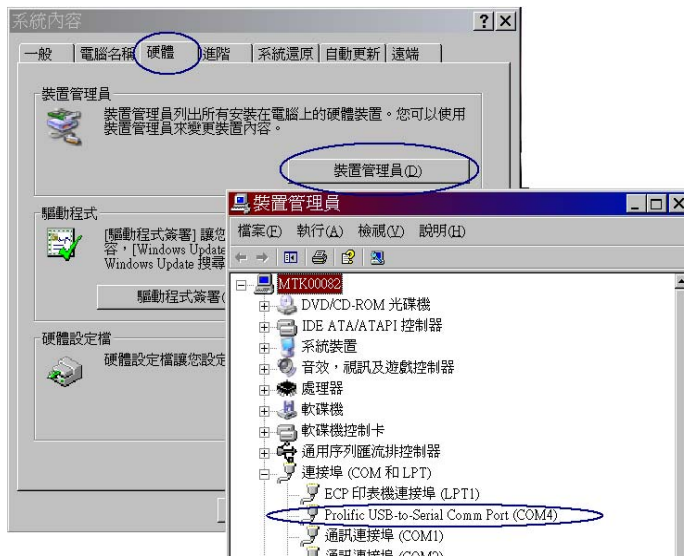 系統內容
一般 電腦名稱 硬體 進階 系統還原 自動更新 遠端
裝置管理員
裝置管理員列出所有安裝在電腦上的硬體裝置。您可以使用
裝置管理員來變更裝置內容。
裝置管理員(D)
驅動程式
[驅動程式簽署] 讓您
容,[Windows Update
Windows Update 搜尋
驅動程式簽署(
硬體設定檔
硬體設定檔讓您設定
裝置管理員
檔案(F) 執行(A) 檢視(V) 說明(H)
MTK00082
DVD/CD-ROM 光碟機
IDE ATA/ATAPI 控制器
系統裝置
音效,視訊及遊戲控制器
處理器
軟碟機
軟碟機控制卡
通用序列匯流排控制器
連接埠 (COM 和 LPT)
ECP 印表機連接埠 (LPT1)
Prolific USB-to-Serial Comm Port (COM4)
通訊連接埠 (COM1)
通訊連接埠 (COM2)